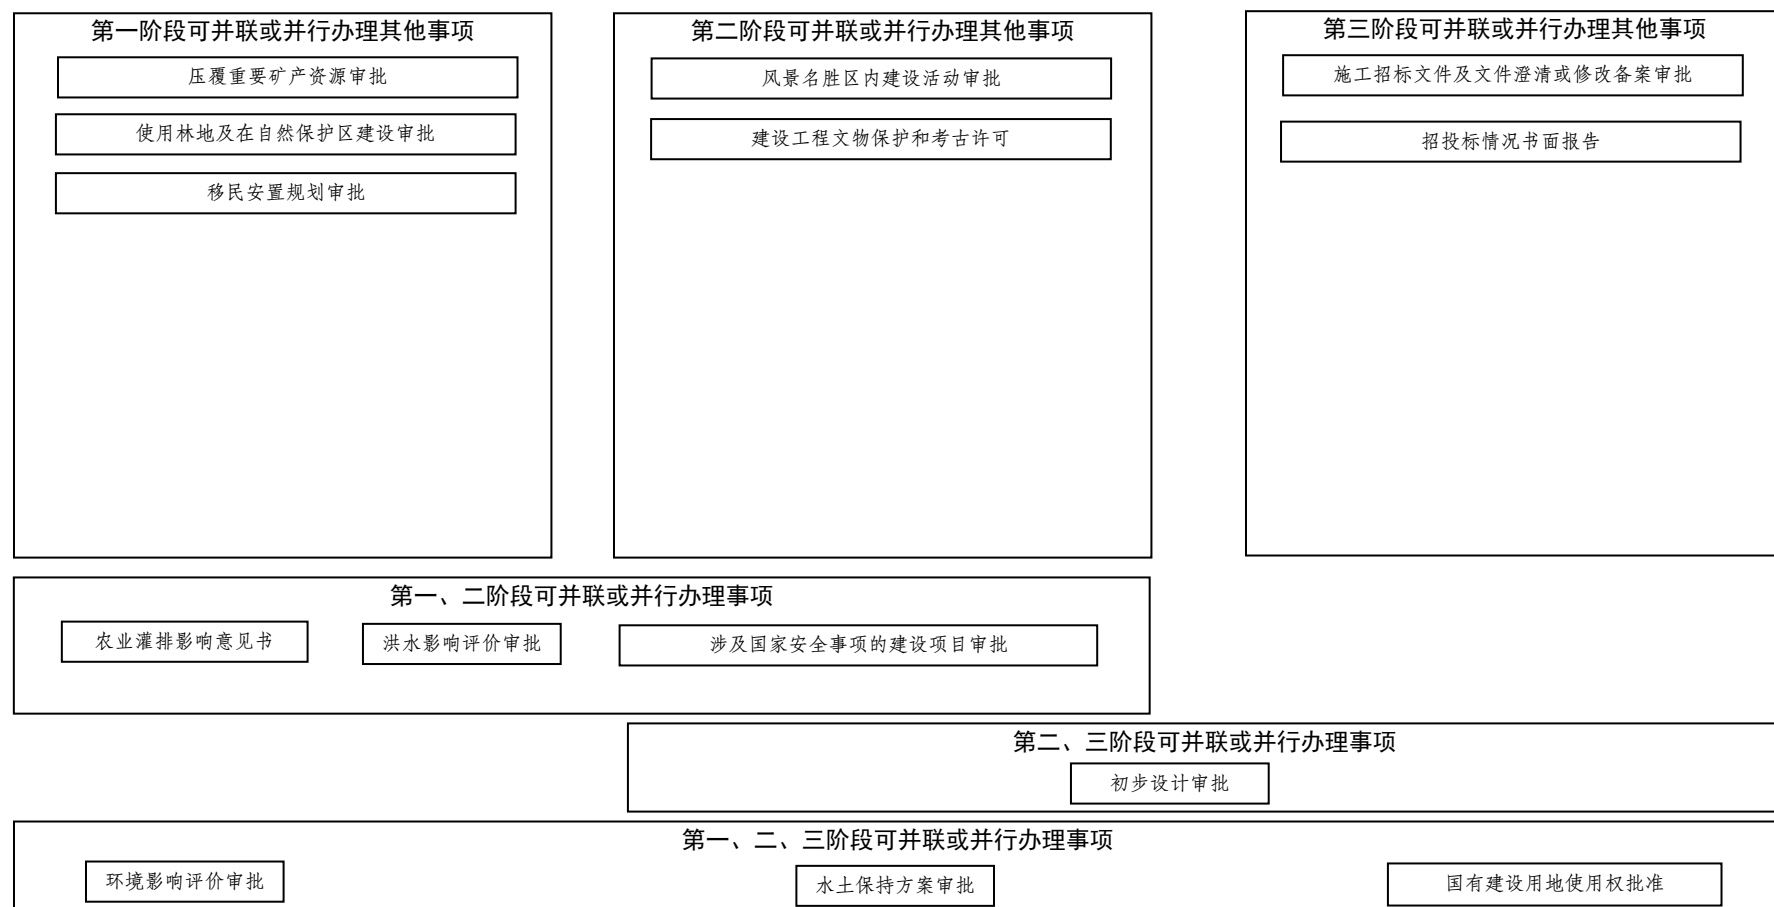 第一阶段可并联或并行办理其他事项
压覆重要矿产资源审批
使用林地及在自然保护区建设审批
移民安置规划审批
第二阶段可并联或并行办理其他事项
风景名胜区内建设活动审批
建设工程文物保护和考古许可
第三阶段可并联或并行办理其他事项
施工招标文件及文件澄清或修改备案审批
招投标情况书面报告
第一、二阶段可并联或并行办理事项
农业灌排影响意见书
洪水影响评价审批
涉及国家安全事项的建设项目审批
第二、三阶段可并联或并行办理事项
初步设计审批
第一、二、三阶段可并联或并行办理事项
环境影响评价审批
水土保持方案审批
国有建设用地使用权批准